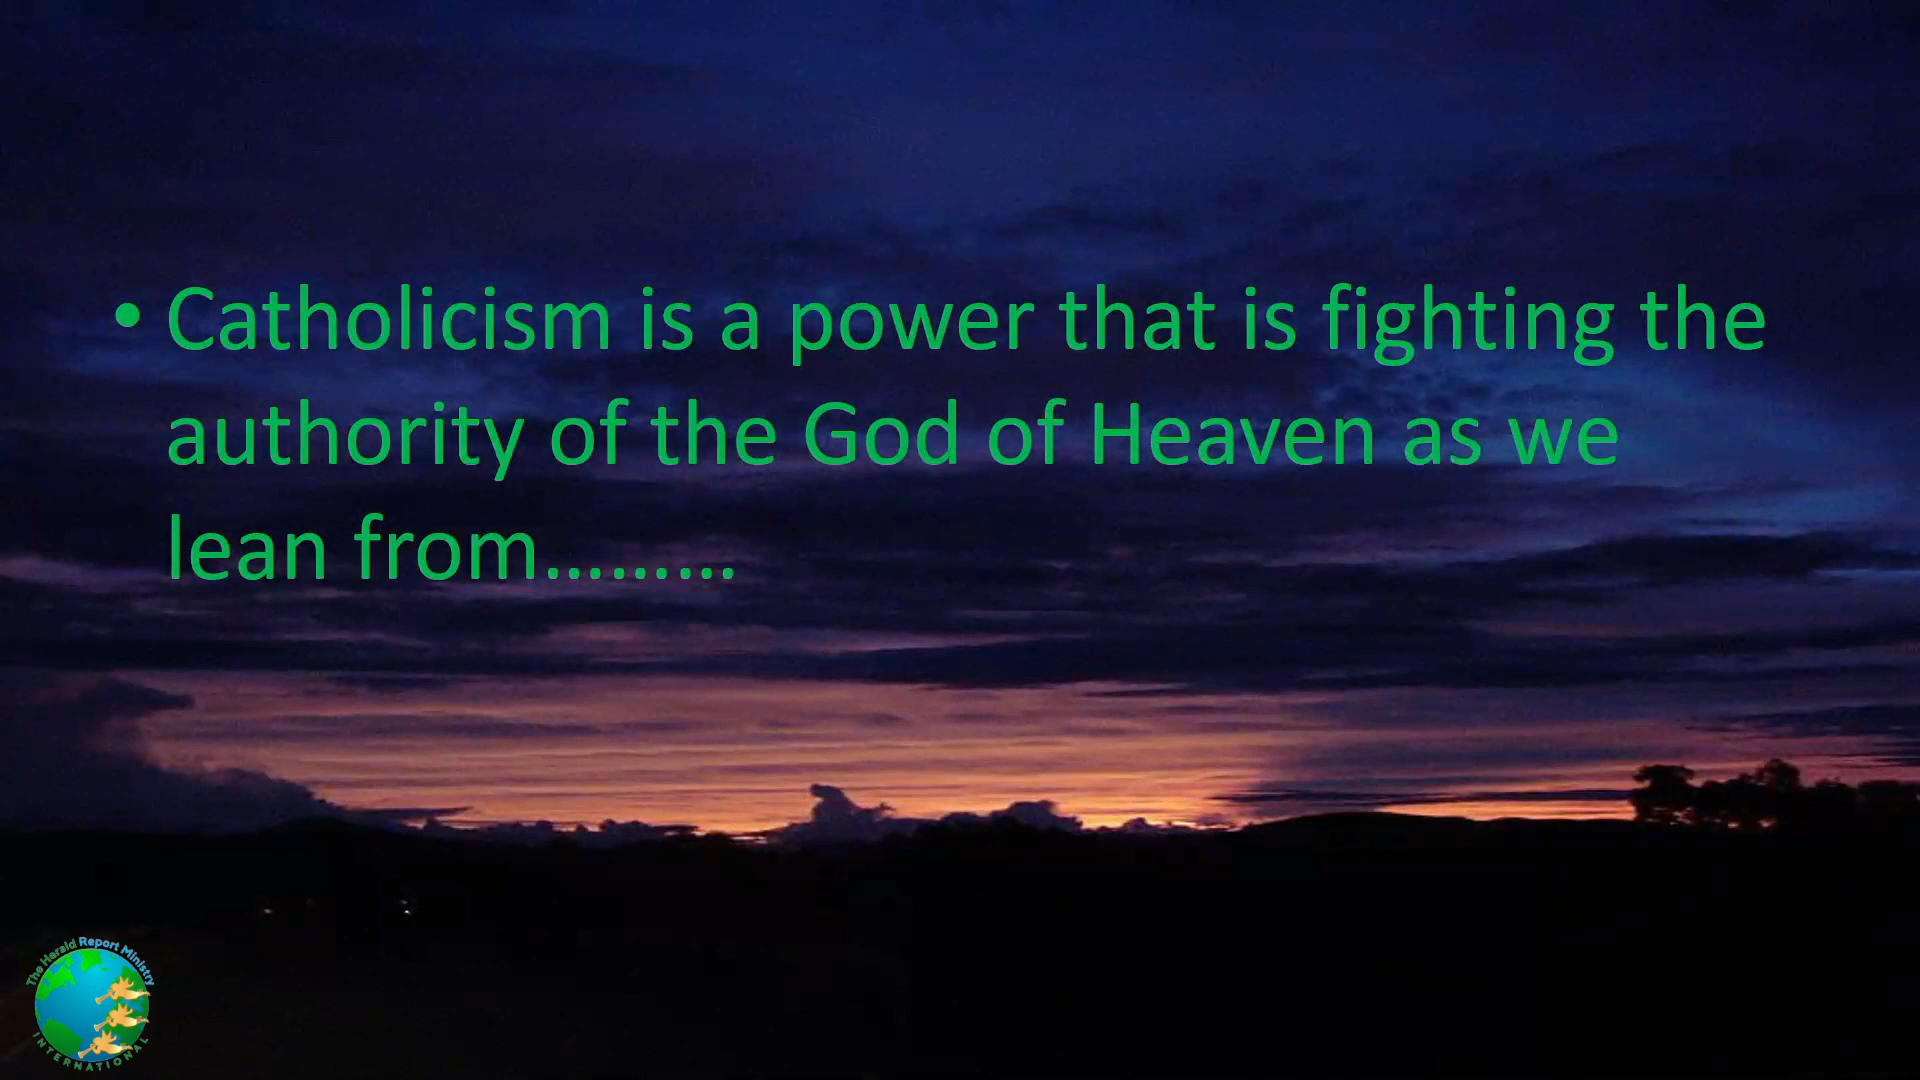 • Catholicism is a power that is fighting the
authority of the God of Heaven as we
lean from.........
The Herald Report Ministry
INTERNATIONAL